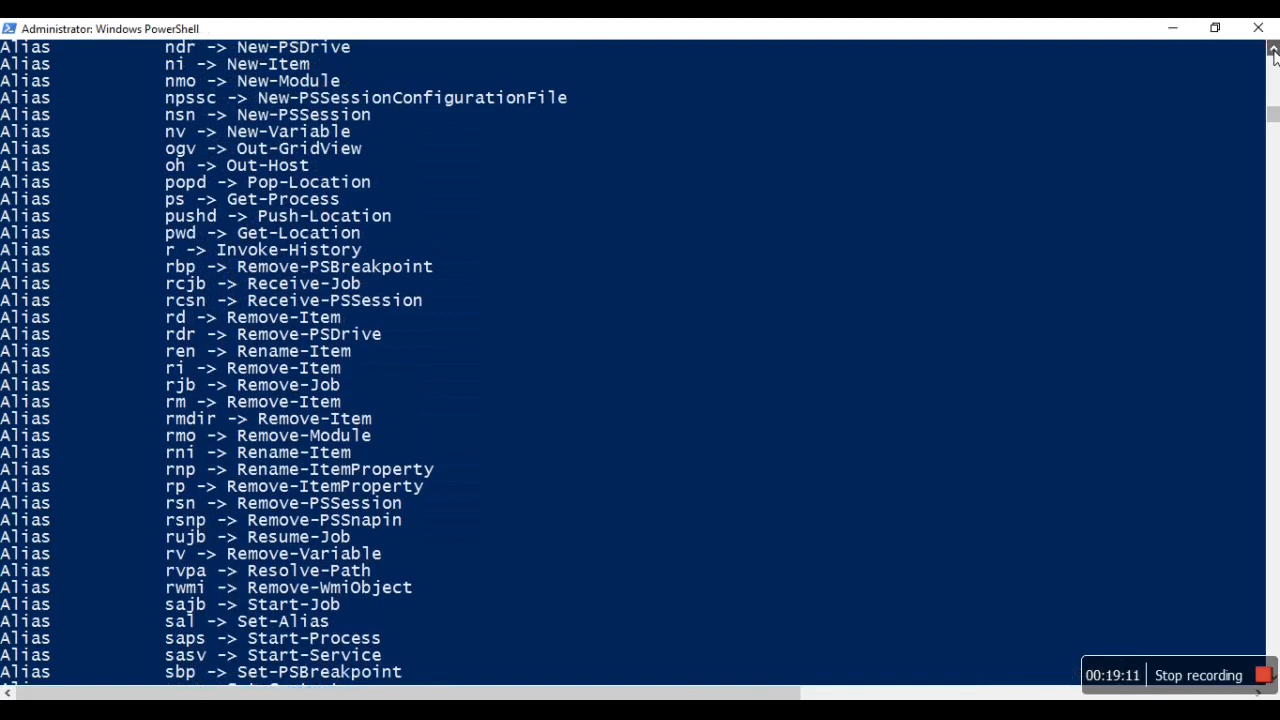 Administrator: Windows PowerShell
Alias ndr -> New-PSDrive
Alias ni -> New-Item
Alias nmo -> New-Module
Alias npssc -> New-PSSessionConfigurationFile
Alias nsn -> New-PSSession
Alias nv -> New-Variable
Alias ogv -> Out-GridView
Alias oh -> Out-Host
Alias popd -> Pop-Location
Alias ps -> Get-Process
Alias pushd -> Push-Location
Alias pwd -> Get-Location
Alias r -> Invoke-History
Alias rbp -> Remove-PSBreakpoint
Alias rcjb -> Receive-Job
Alias rcsn -> Receive-PSSession
Alias rd -> Remove-Item
Alias rdr -> Remove-PSDrive
Alias ren -> Rename-Item
Alias ri -> Remove-Item
Alias rjb -> Remove-Job
Alias rm -> Remove-Item
Alias rmdir -> Remove-Item
Alias rmo -> Remove-Module
Alias rni -> Rename-Item
Alias rnp -> Rename-ItemProperty
Alias rp -> Remove-ItemProperty
Alias rsn -> Remove-PSSession
Alias rsnp -> Remove-PSSnapin
Alias rujb -> Resume-Job
Alias rv -> Remove-Variable
Alias rvpa -> Resolve-Path
Alias rwmi -> Remove-WmiObject
Alias sajb -> Start-Job
Alias sal -> Set-Alias
Alias saps -> Start-Process
Alias sasv -> Start-Service
Alias sbp -> Set-PSBreakpoint
00:19:11 Stop recording